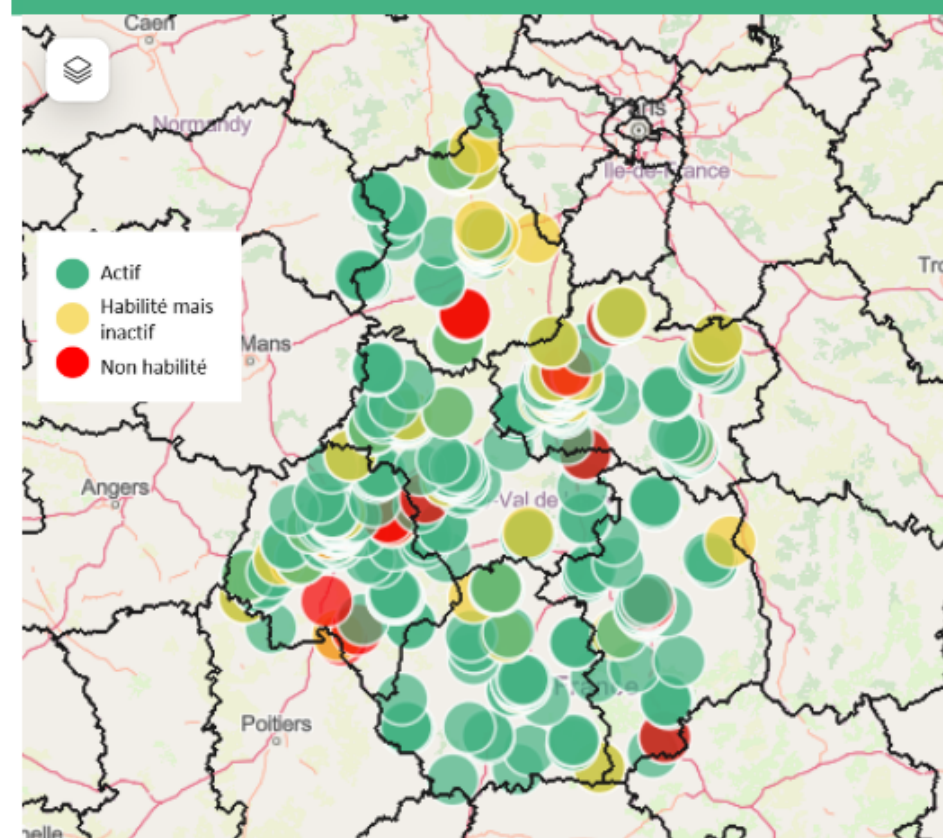 Caen
Normandy
Paris
Ile-de-France
Actif
Habilité mais
inactif
Non habilité
Mans
Tro
Angers
-Val de
France
Poitiers
helle